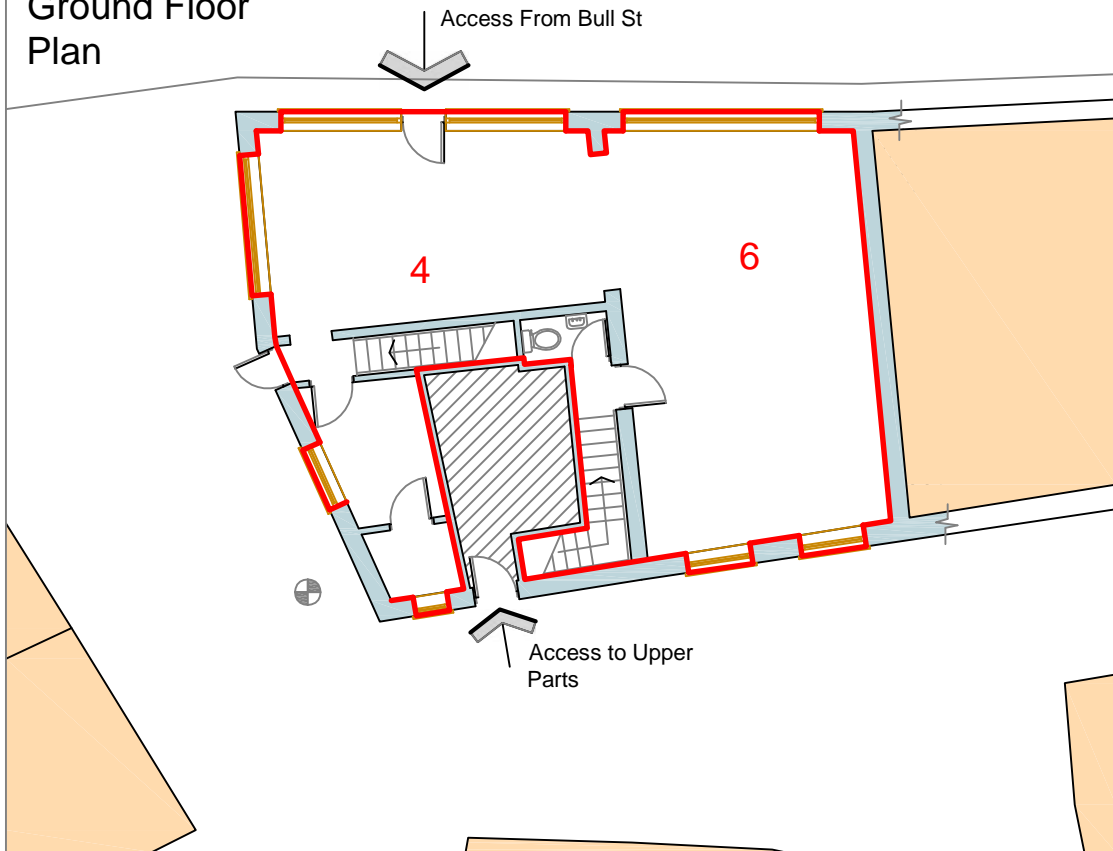 Ground Floor
Plan
Access From Bull St
4
6
Access to Upper
Parts